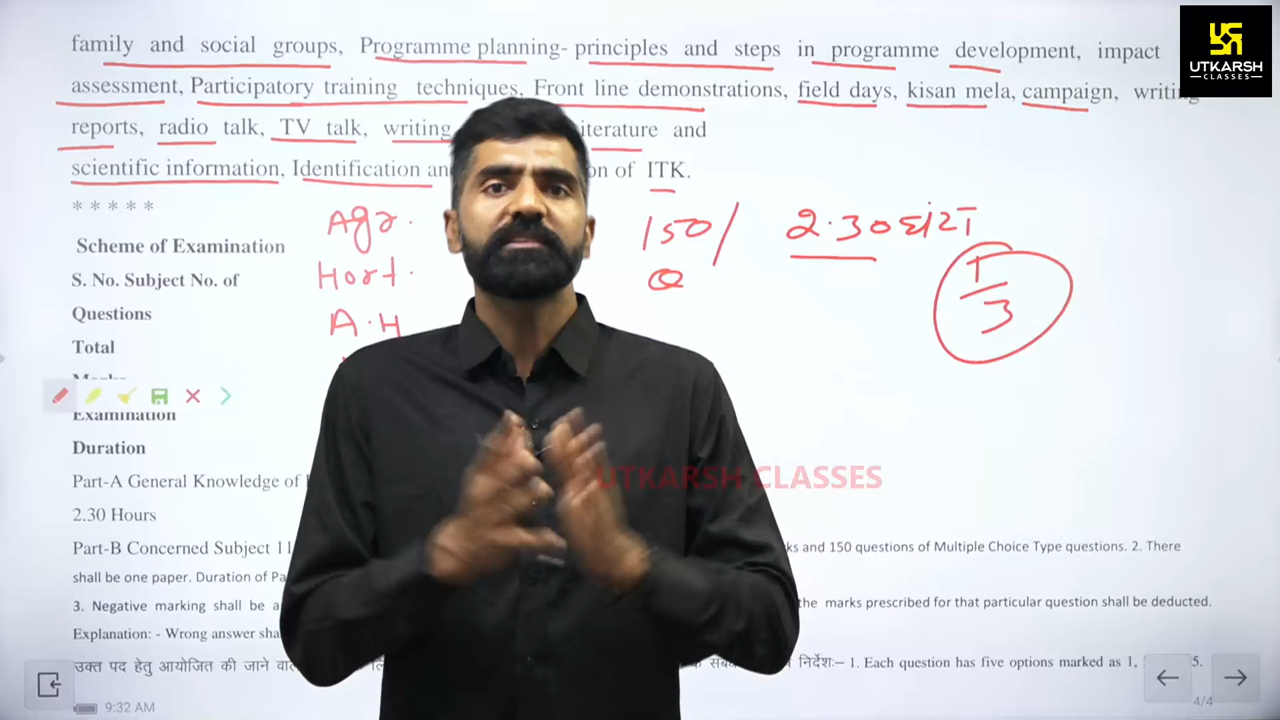 family and social groups, Programme planning- principles and steps in programme development, impact
assessment, Participatory training techniques, Front line demonstrations, field days, kisan mela, campaign, writing
reports, radio talk, TV talk, writing iterature and
scientific information, Identification an on of ITK.
* * * * *
Scheme of Examination
S. No. Subject No. of
Questions
Total
Marks
Examination
Duration
Part-A General Knowledge of
2.30 Hours
Part-B Concerned Subject 11 ks and 150 questions of Multiple Choice Type questions. 2. There
shall be one paper. Duration of Pa
3. Negative marking shall be a the marks prescribed for that particular question shall be deducted.
Explanation: - Wrong answer sha
उक्त पद हेतु आयोजित की जाने निर्देश:– 1. Each question has five options marked as 1, 5.
Agr.
Hort.
A.H
150/
Q
2.30 घंटा
1/3
UTKARSH
CLASSES
UTKARSH CLASSES
9:32 AM
4/4